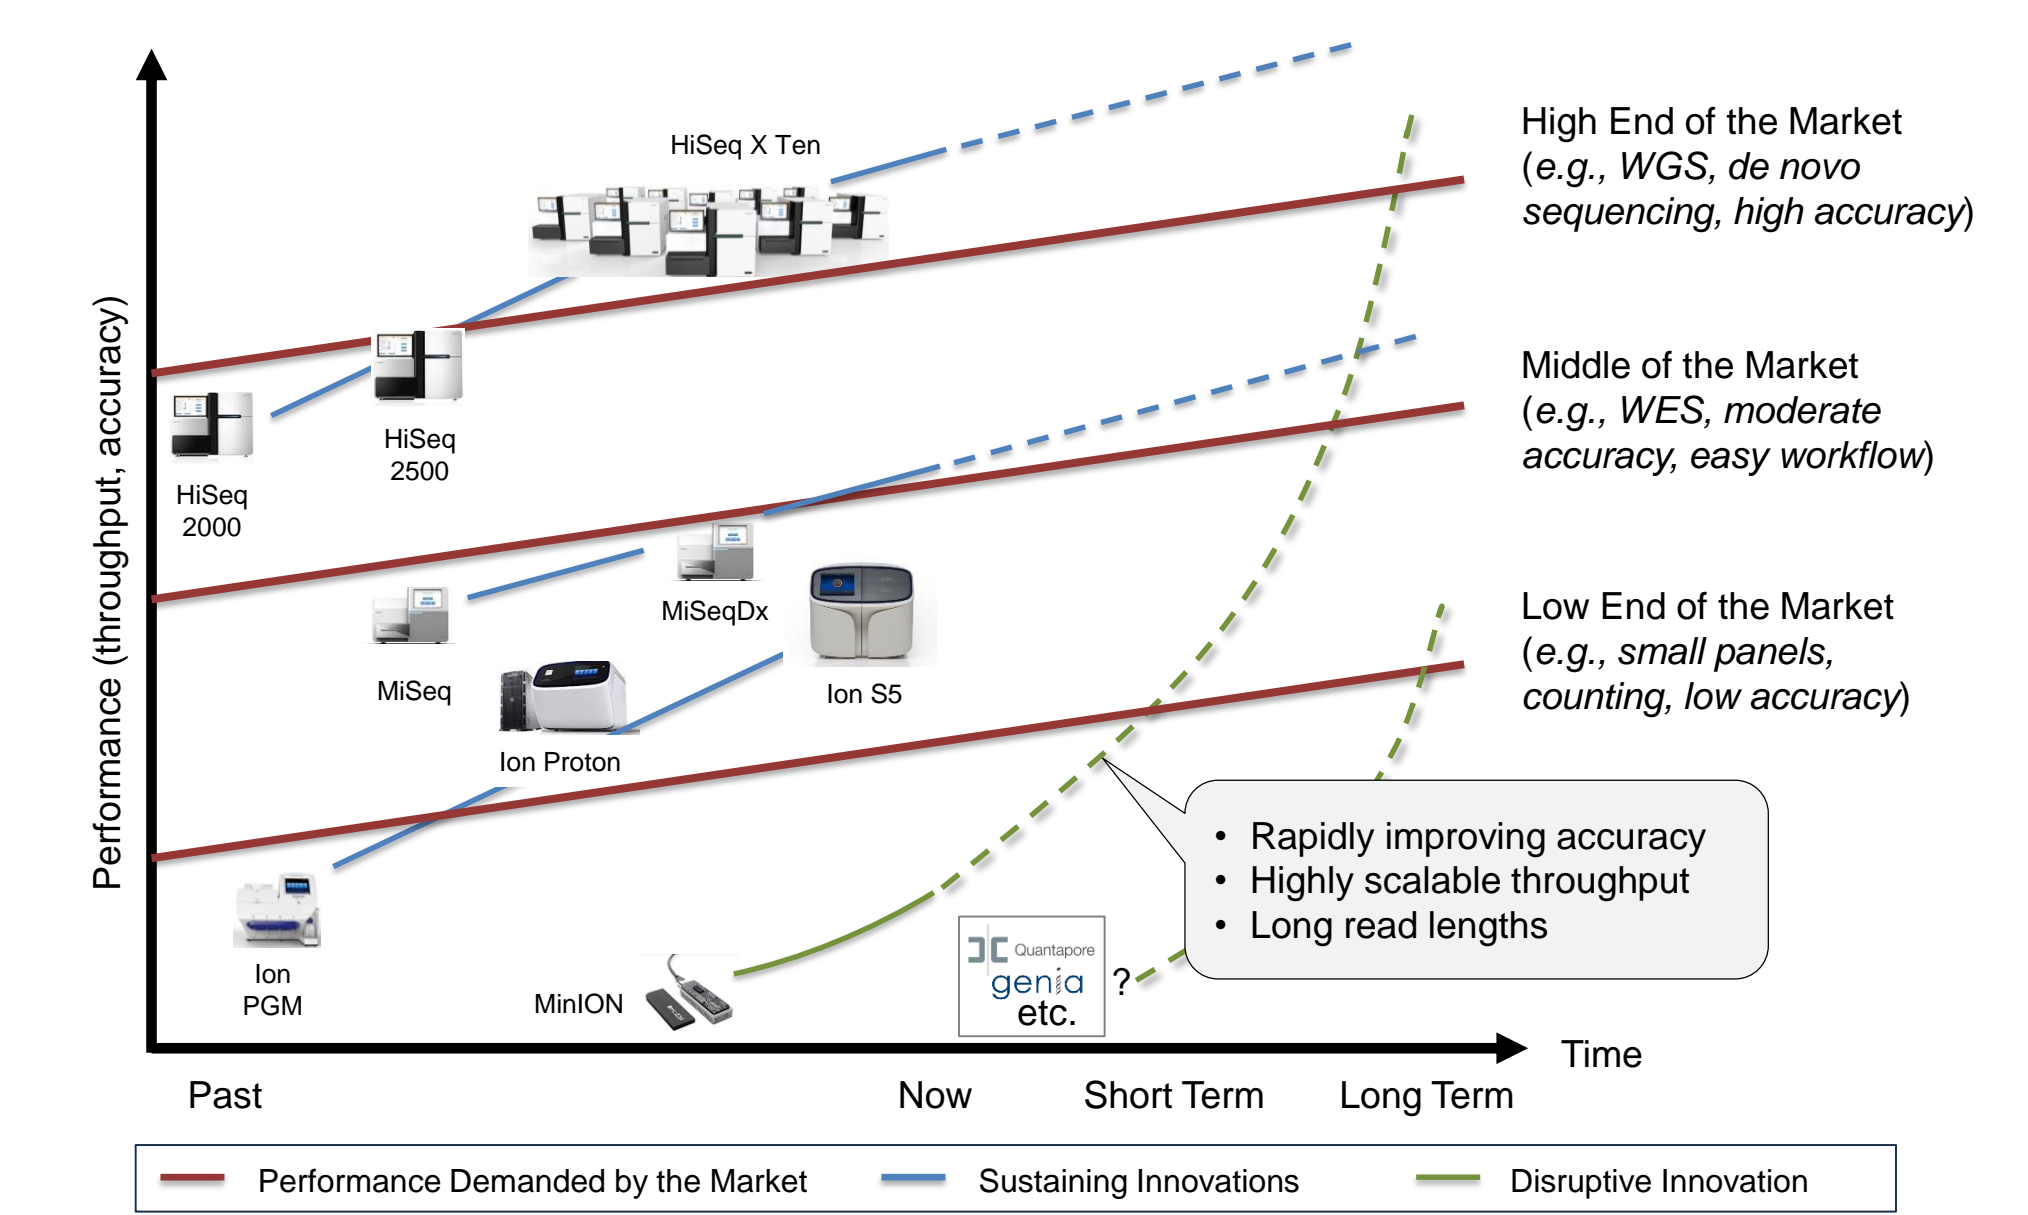 HiSeq X Ten
High End of the Market
(e.g., WGS, de novo
sequencing, high accuracy)
Performance (throughput, accuracy)
HiSeq
2000
HiSeq
2500
Middle of the Market
(e.g., WES, moderate
accuracy, easy workflow)
MiSeq
MiSeqDx
Ion Proton
Ion S5
Low End of the Market
(e.g., small panels,
counting, low accuracy)
• Rapidly improving accuracy
• Highly scalable throughput
• Long read lengths
Ion
PGM
MinION
Quantapore
genia
etc.
?
Time
Past
Now
Short Term
Long Term
Performance Demanded by the Market
Sustaining Innovations
Disruptive Innovation